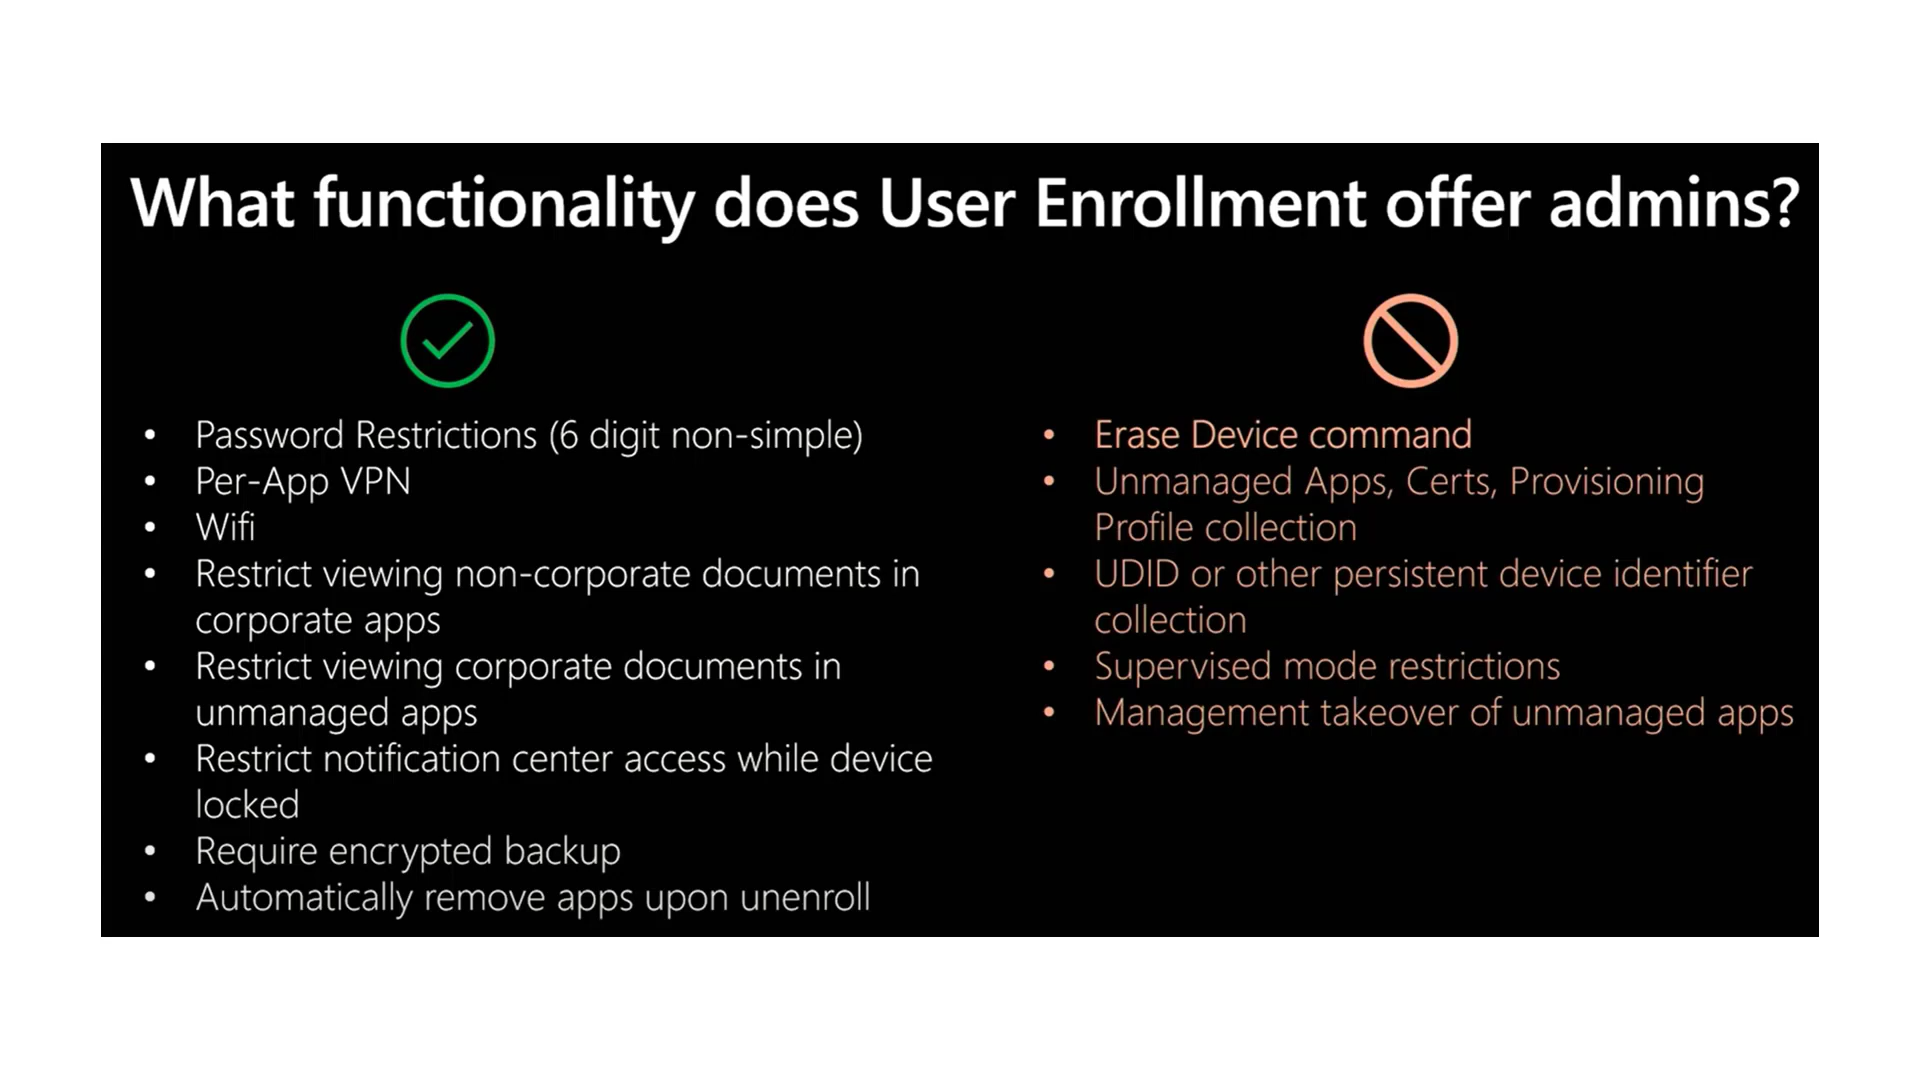 What functionality does User Enrollment offer admins?
• Password Restrictions (6 digit non-simple)
• Per-App VPN
• Wifi
• Restrict viewing non-corporate documents in
corporate apps
• Restrict viewing corporate documents in
unmanaged apps
• Restrict notification center access while device
locked
• Require encrypted backup
• Automatically remove apps upon unenroll
• Erase Device command
• Unmanaged Apps, Certs, Provisioning
Profile collection
• UDID or other persistent device identifier
collection
• Supervised mode restrictions
• Management takeover of unmanaged apps